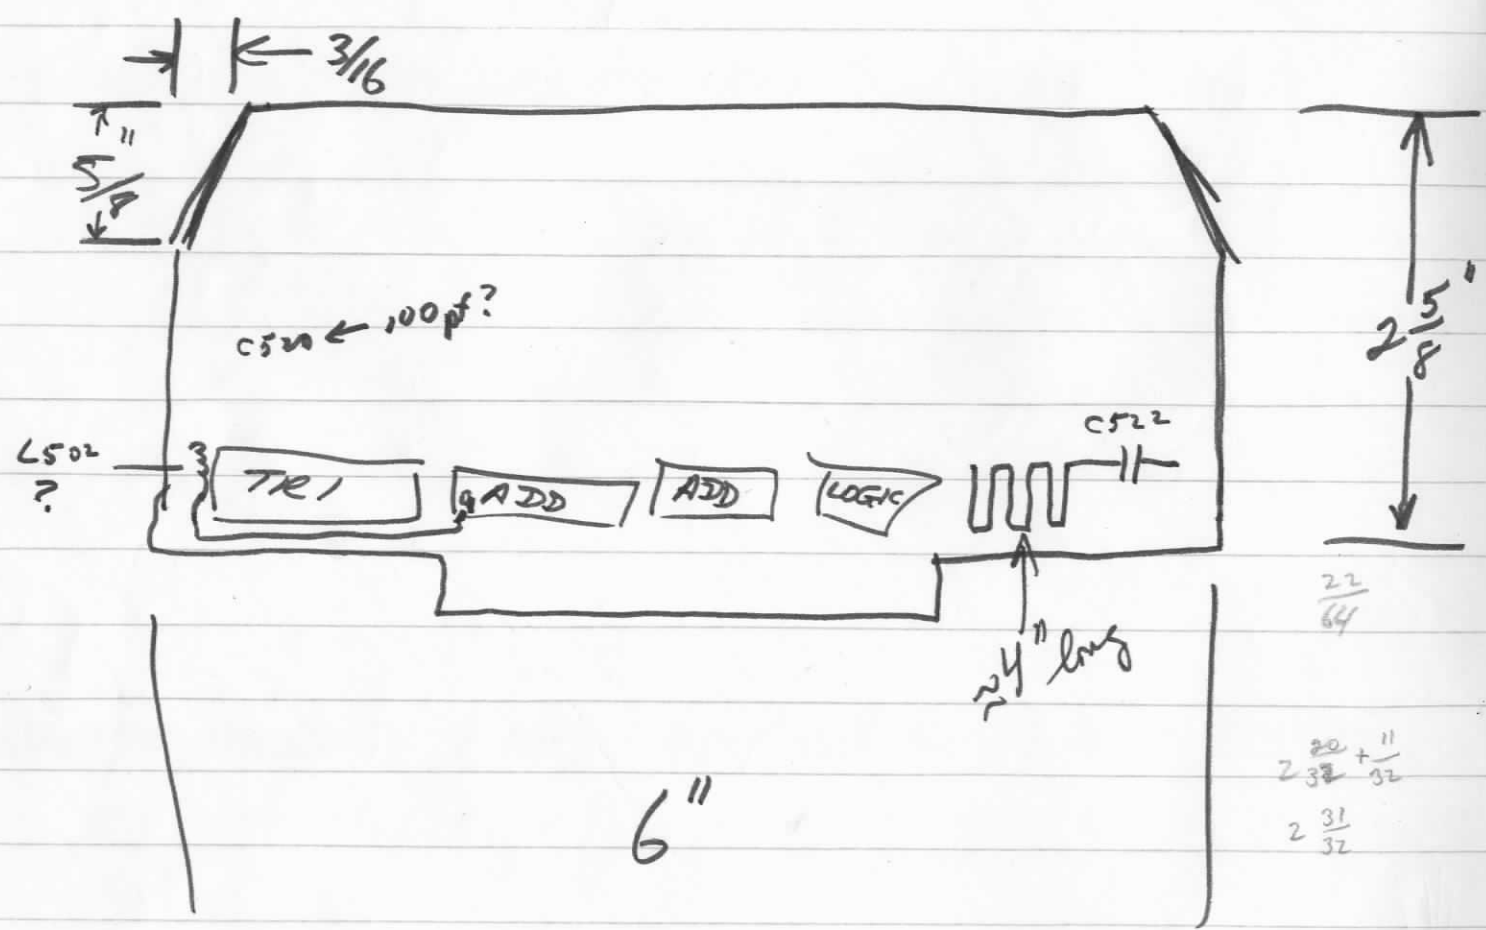 3/16
5/8"
2 5/8"
C520 ← 100pf?
C522
L502
?
TR1
ADD
ADD
LOGIC
≈4" long
22/64
2 20/32 + 11/32
2 31/32
6"